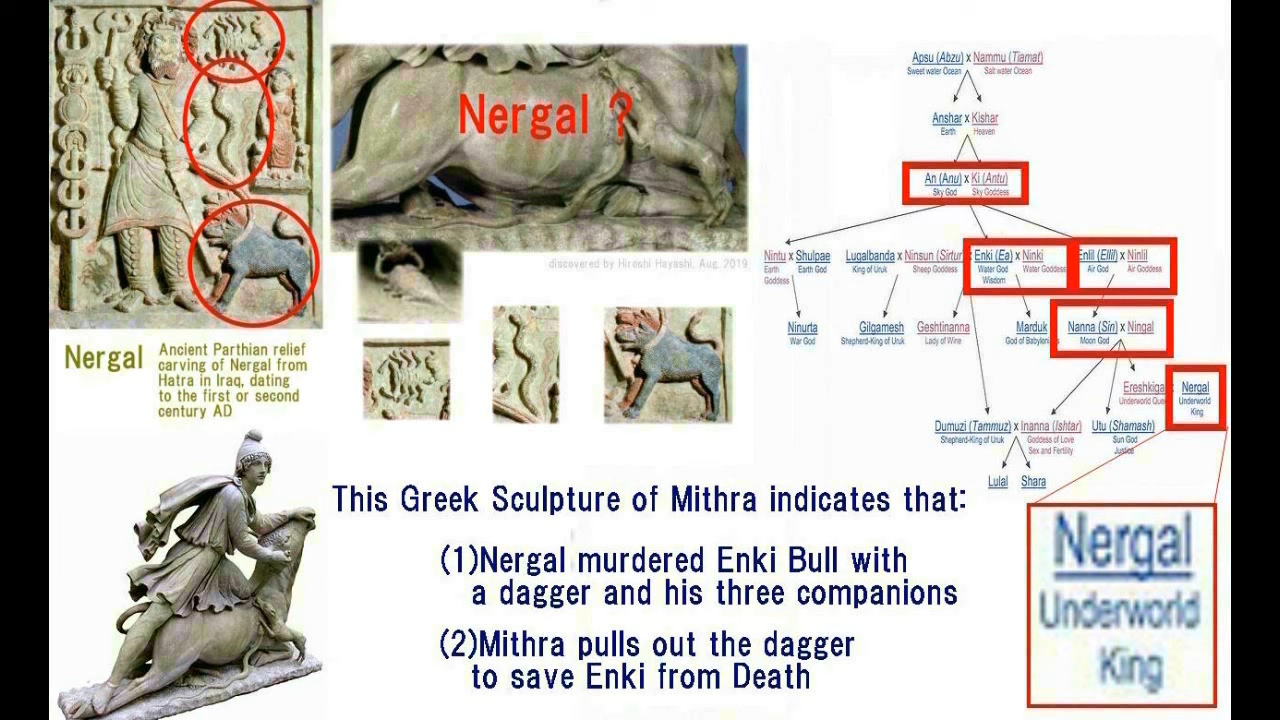 Nergal ?
discovered by Hiroshi Hayashi, Aug, 2019
Nergal
Ancient Parthian relief
carving of Nergal from
Hatra in Iraq, dating
to the first or second
century AD
Apsu (Abzu) x Nammu (Tiamat)
Sweet water Ocean Salt water Ocean
Anshar x Kishar
Earth Heaven
An (Anu) x Ki (Antu)
Sky God Sky Goddess
Nintu x Shulpae Lugalbanda x Ninsun (Sirtur) Enki (Ea) x Ninki Enlil (Ellil) x Ninlil
Earth Goddess Earth God King of Uruk Sheep Goddess Water God Wisdom Water Goddess Air God Air Goddess
Ninurta Gilgamesh Geshtinanna Marduk Nanna (Sin) x Ningal
War God Shepherd-King of Uruk Lady of Wine God of Babylenia Moon God
Ereshkiga Nergal
Underworld Que Underworld King
Dumuzi (Tammuz) x Inanna (Ishtar) Utu (Shamash)
Shepherd-King of Uruk Goddess of Love Sex and Fertility Sun God Justice
Lulal Shara
Nergal
Underworld
King
This Greek Sculpture of Mithra indicates that:
(1)Nergal murdered Enki Bull with
a dagger and his three companions
(2)Mithra pulls out the dagger
to save Enki from Death